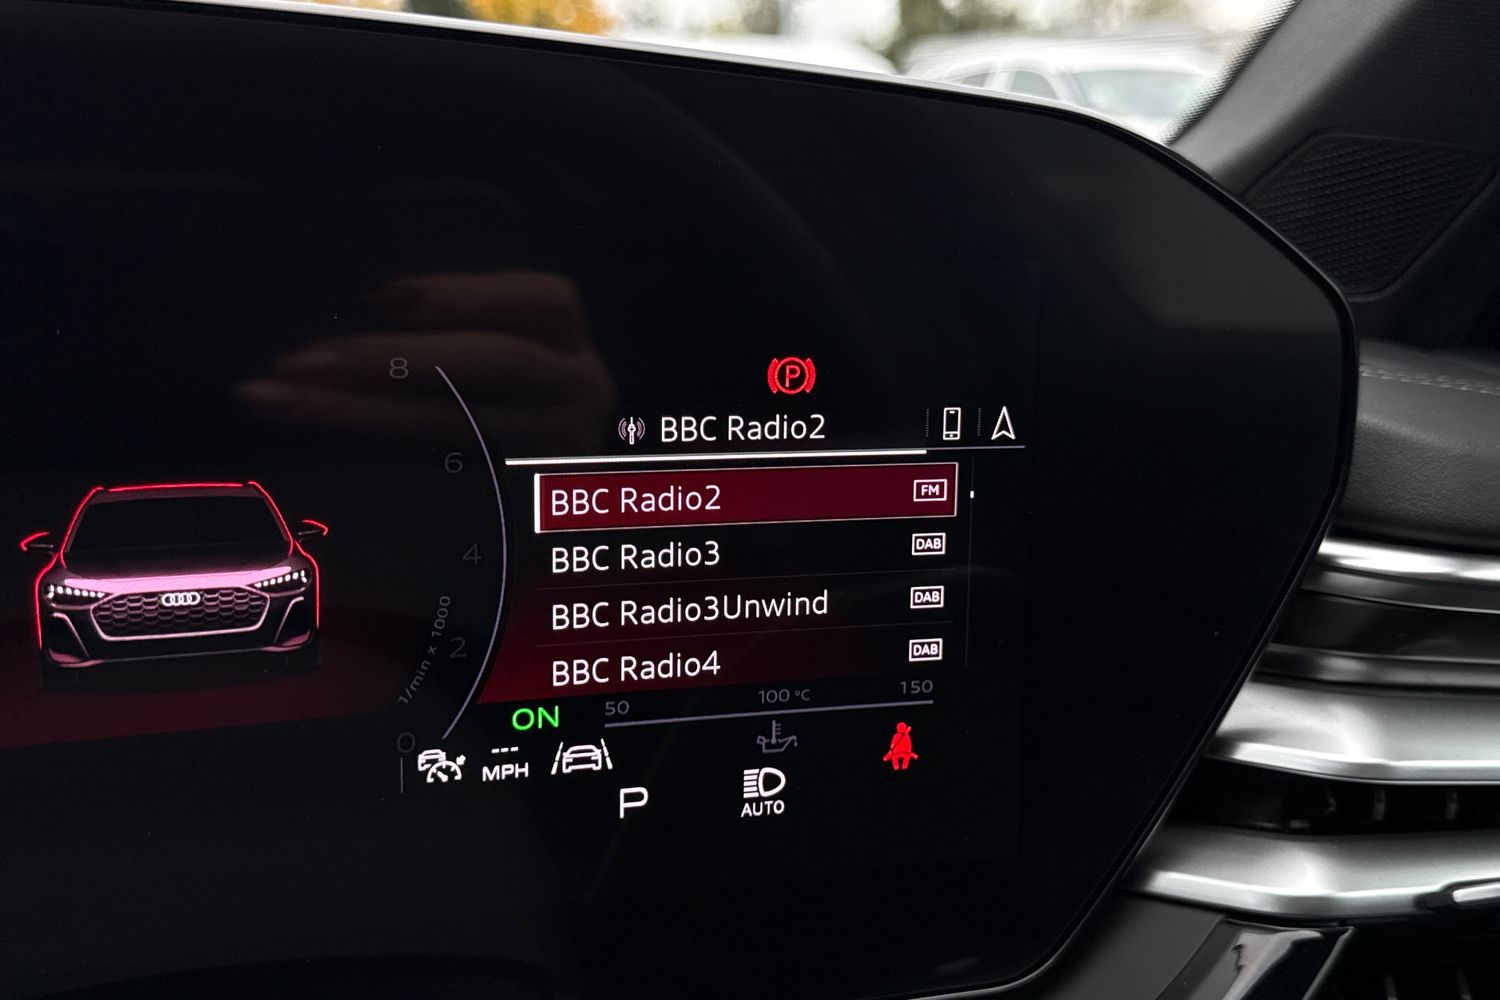 8
P
BBC Radio2
6
BBC Radio2 FM
BBC Radio3 DAB
4
BBC Radio3Unwind DAB
2
1/min x 1000
BBC Radio4 DAB
50 100 °C 150
ON
0
--- MPH
P
AUTO